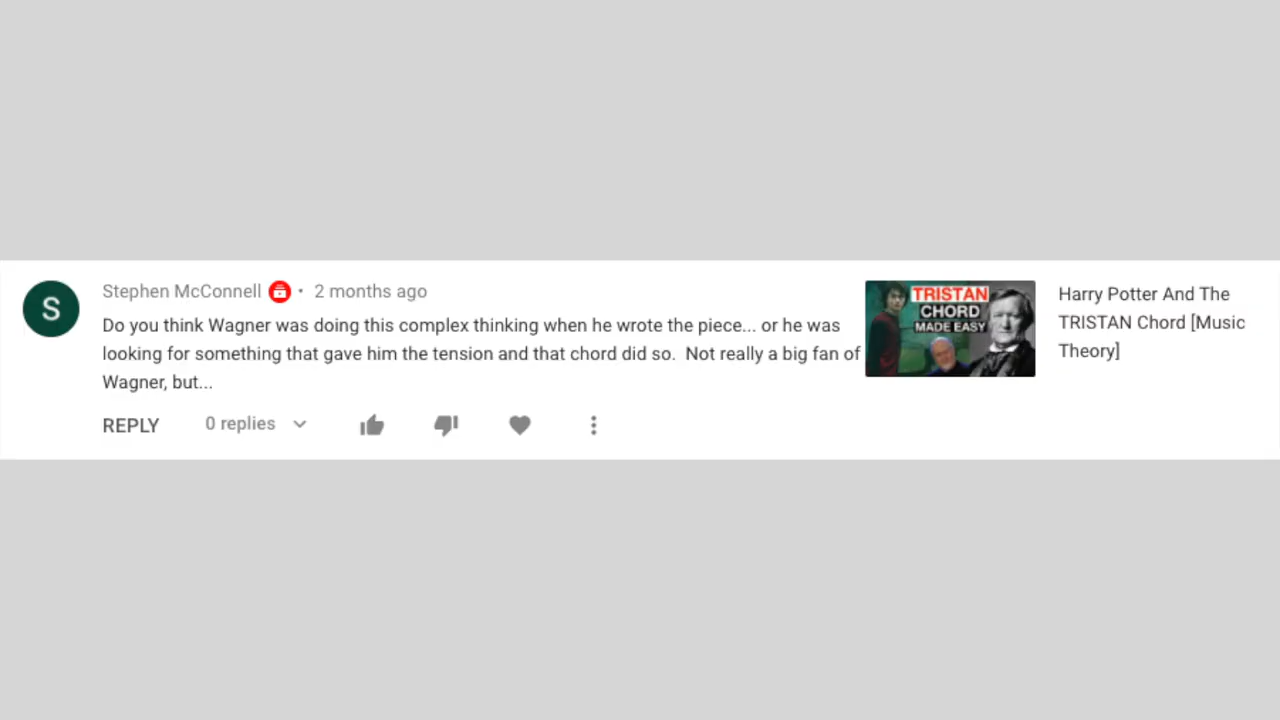 S
Stephen McConnell • 2 months ago
Do you think Wagner was doing this complex thinking when he wrote the piece... or he was
looking for something that gave him the tension and that chord did so.  Not really a big fan of
Wagner, but...
REPLY 0 replies
TRISTAN
CHORD
MADE EASY
Harry Potter And The
TRISTAN Chord [Music
Theory]